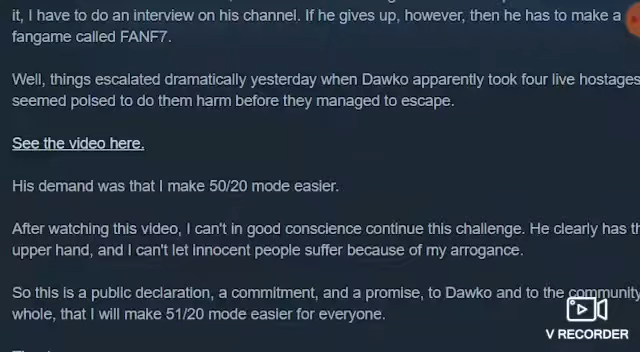 it, I have to do an interview on his channel. If he gives up, however, then he has to make a
fangame called FANF7.
Well, things escalated dramatically yesterday when Dawko apparently took four live hostages
seemed poised to do them harm before they managed to escape.
See the video here.
His demand was that I make 50/20 mode easier.
After watching this video, I can't in good conscience continue this challenge. He clearly has th
upper hand, and I can't let innocent people suffer because of my arrogance.
So this is a public declaration, a commitment, and a promise, to Dawko and to the community
whole, that I will make 51/20 mode easier for everyone.
V RECORDER